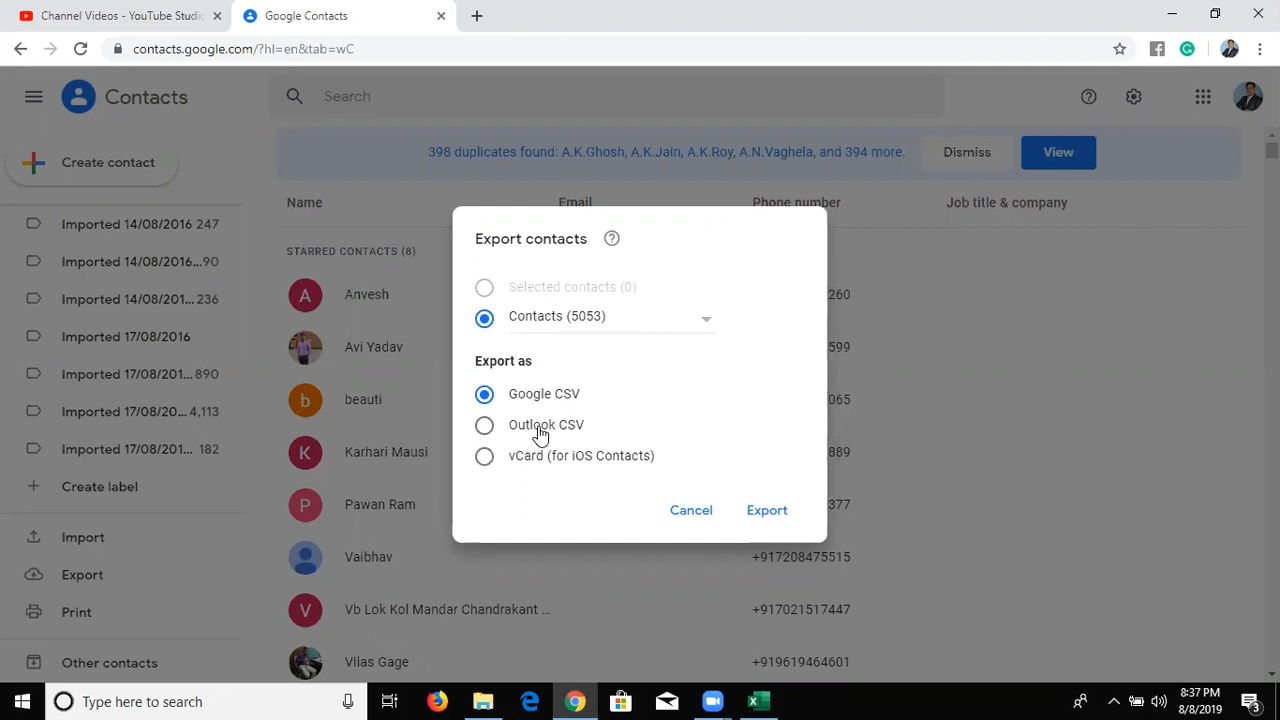 Channel Videos - YouTube Studio
Google Contacts
contacts.google.com/?hl=en&tab=wC
Contacts
Search
398 duplicates found: A.K.Ghosh, A.K.Jain, A.K.Roy, A.N.Vaghela, and 394 more.
Dismiss
View
Create contact
Name
Email
Phone number
Job title & company
Imported 14/08/2016 247
Imported 14/08/2016...90
Imported 14/08/201... 236
Imported 17/08/2016
Imported 17/08/201... 890
Imported 17/08/20... 4,113
Imported 17/08/201... 182
Create label
Import
Export
Print
Other contacts
STARRED CONTACTS (8)
A Anvesh 260
Avi Yadav 599
b beauti 065
K Karhari Mausi 889
P Pawan Ram 377
Vaibhav +917208475515
V Vb Lok Kol Mandar Chandrakant ... +917021517447
Vilas Gage +919619464651
Export contacts
Selected contacts (0)
Contacts (5053)
Export as
Google CSV
Outlook CSV
vCard (for iOS Contacts)
Cancel
Export
Type here to search
8:37 PM
8/8/2019
3